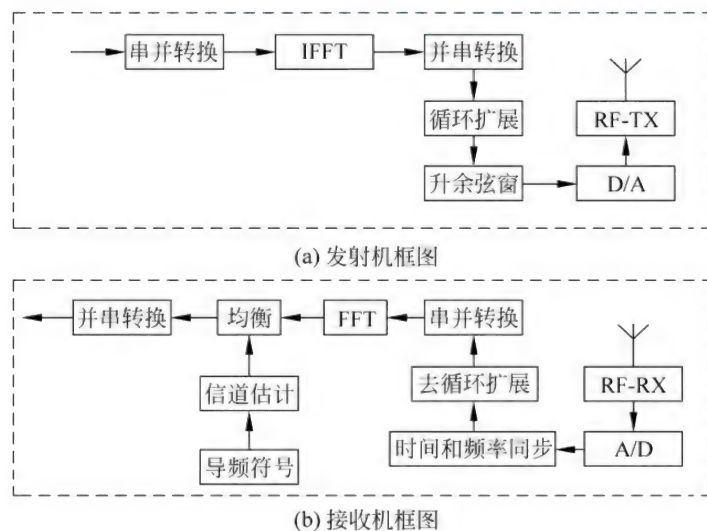 串并转换
IFFT
并串转换
循环扩展
RF-TX
升余弦窗
D/A
(a) 发射机框图
并串转换
均衡
FFT
串并转换
信道估计
去循环扩展
RF-RX
导频符号
时间和频率同步
A/D
(b) 接收机框图